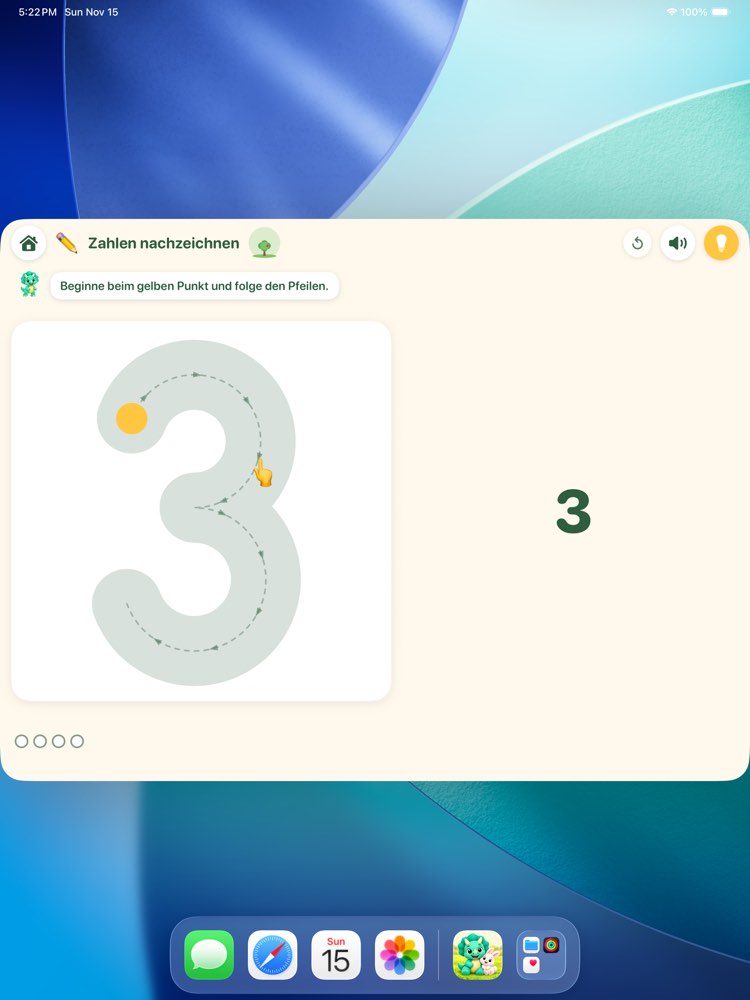 5:22 PM Sun Nov 15
100%
Zahlen nachzeichnen
Beginne beim gelben Punkt und folge den Pfeilen.
3
3
Sun
15